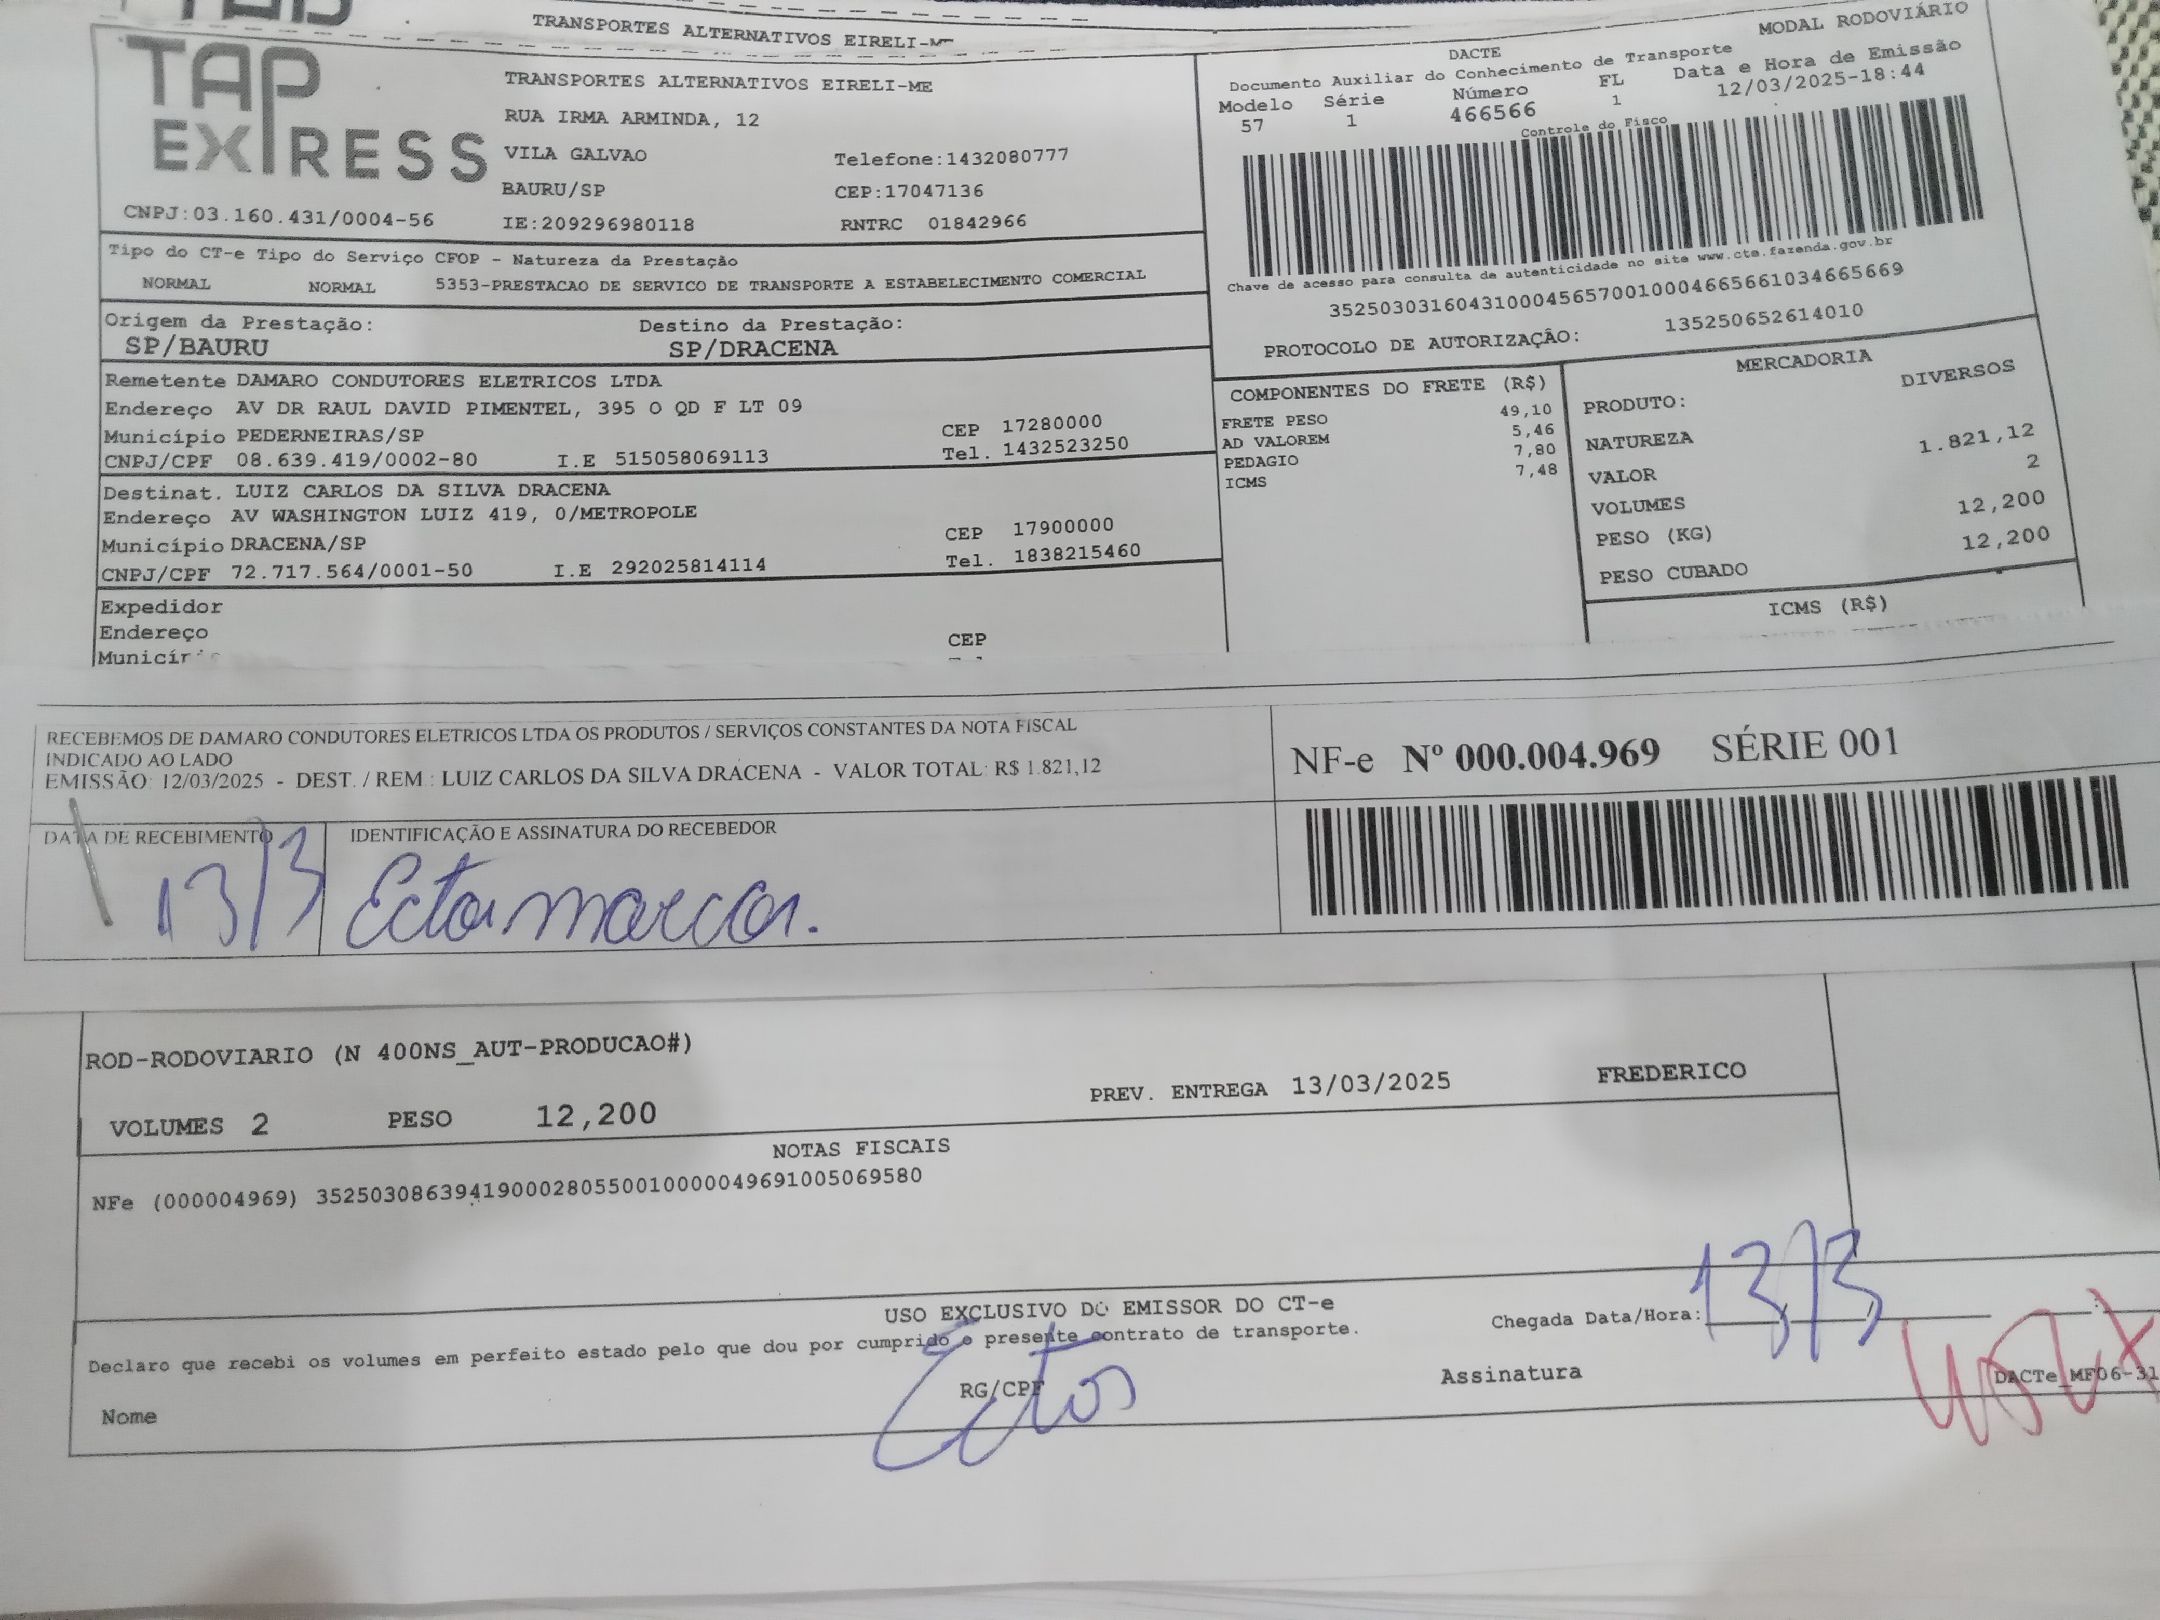 TRANSPORTES ALTERNATIVOS EIRELI-ME
TAP EXPRESS
CNPJ:03.160.431/0004-56
TRANSPORTES ALTERNATIVOS EIRELI-ME
RUA IRMA ARMINDA, 12
VILA GALVAO Telefone:1432080777
BAURU/SP CEP:17047136
IE:209296980118 RNTRC 01842966
MODAL RODOVIÁRIO
DACTE
Documento Auxiliar do Conhecimento de Transporte
Modelo Série Número FL Data e Hora de Emissão
57 1 466566 1 12/03/2025-18:44
Controle do Fisco
Chave de acesso para consulta de autenticidade no site www.cte.fazenda.gov.br
35250303160431000456570010004665661034665669
PROTOCOLO DE AUTORIZAÇÃO: 135250652614010
Tipo do CT-e Tipo do Serviço CFOP - Natureza da Prestação
NORMAL NORMAL 5353-PRESTACAO DE SERVICO DE TRANSPORTE A ESTABELECIMENTO COMERCIAL
Origem da Prestação: Destino da Prestação:
SP/BAURU SP/DRACENA
Remetente DAMARO CONDUTORES ELETRICOS LTDA
Endereço AV DR RAUL DAVID PIMENTEL, 395 O QD F LT 09
Município PEDERNEIRAS/SP CEP 17280000
CNPJ/CPF 08.639.419/0002-80 I.E 515058069113 Tel. 1432523250
Destinat. LUIZ CARLOS DA SILVA DRACENA
Endereço AV WASHINGTON LUIZ 419, 0/METROPOLE
Município DRACENA/SP CEP 17900000
CNPJ/CPF 72.717.564/0001-50 I.E 292025814114 Tel. 1838215460
Expedidor
Endereço CEP
COMPONENTES DO FRETE (R$)
FRETE PESO 49,10
AD VALOREM 5,46
PEDAGIO 7,80
ICMS 7,48
MERCADORIA
PRODUTO: DIVERSOS
NATUREZA
VALOR 1.821,12
VOLUMES 2
PESO (KG) 12,200
PESO CUBADO 12,200
ICMS (R$)
RECEBEMOS DE DAMARO CONDUTORES ELETRICOS LTDA OS PRODUTOS / SERVIÇOS CONSTANTES DA NOTA FISCAL
INDICADO AO LADO
EMISSÃO: 12/03/2025 - DEST. / REM.: LUIZ CARLOS DA SILVA DRACENA - VALOR TOTAL: R$ 1.821,12
NF-e Nº 000.004.969 SÉRIE 001
DATA DE RECEBIMENTO IDENTIFICAÇÃO E ASSINATURA DO RECEBEDOR
13/3
ROD-RODOVIARIO (N 400NS_AUT-PRODUCAO#)
VOLUMES 2 PESO 12,200 PREV. ENTREGA 13/03/2025 FREDERICO
NOTAS FISCAIS
NFe (000004969) 35250308639419000280550010000049691005069580
USO EXCLUSIVO DO EMISSOR DO CT-e
Declaro que recebi os volumes em perfeito estado pelo que dou por cumprido o presente contrato de transporte.
Chegada Data/Hora: 13/3
Nome RG/CPF Assinatura
DACTe_MF06-31